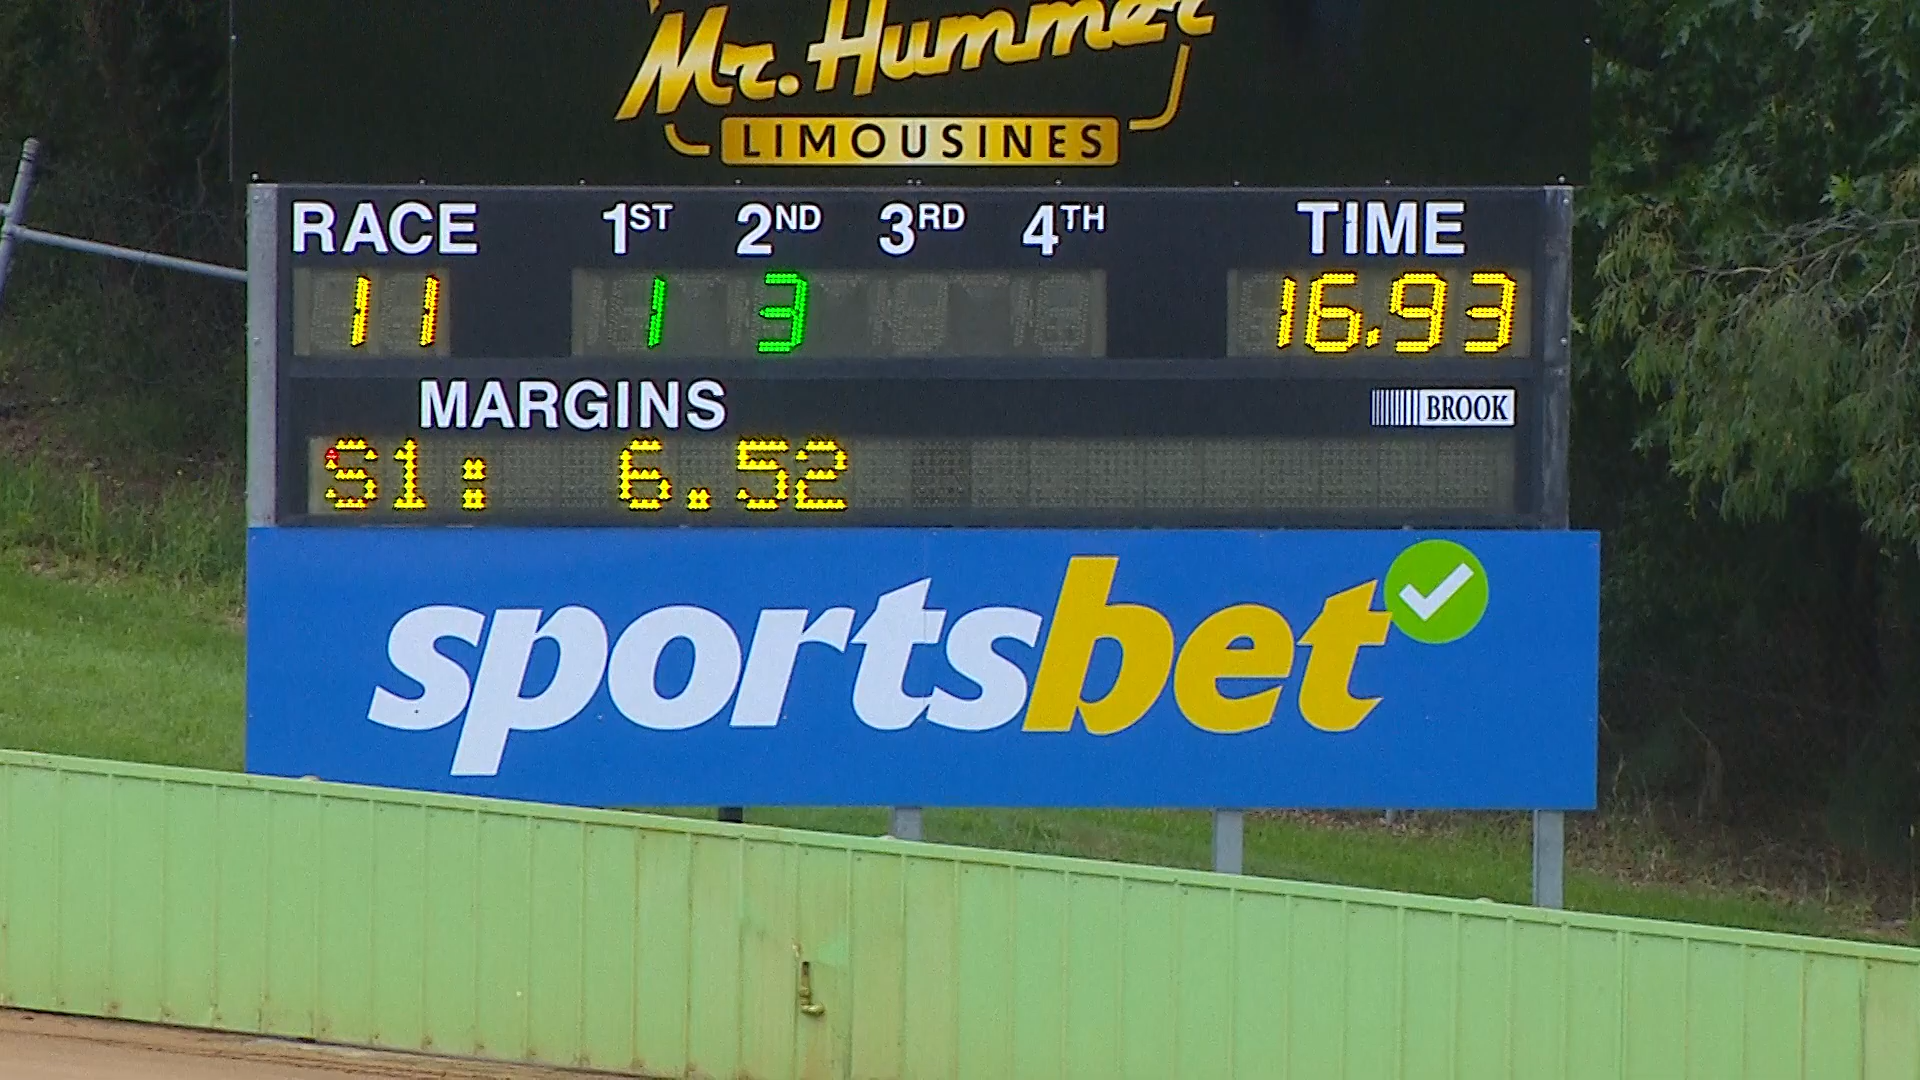 Mr. Hummer
LIMOUSINES
RACE 1ST 2ND 3RD 4TH TIME
11 1 3 16.93
MARGINS BROOK
S1: 6.52
sportsbet